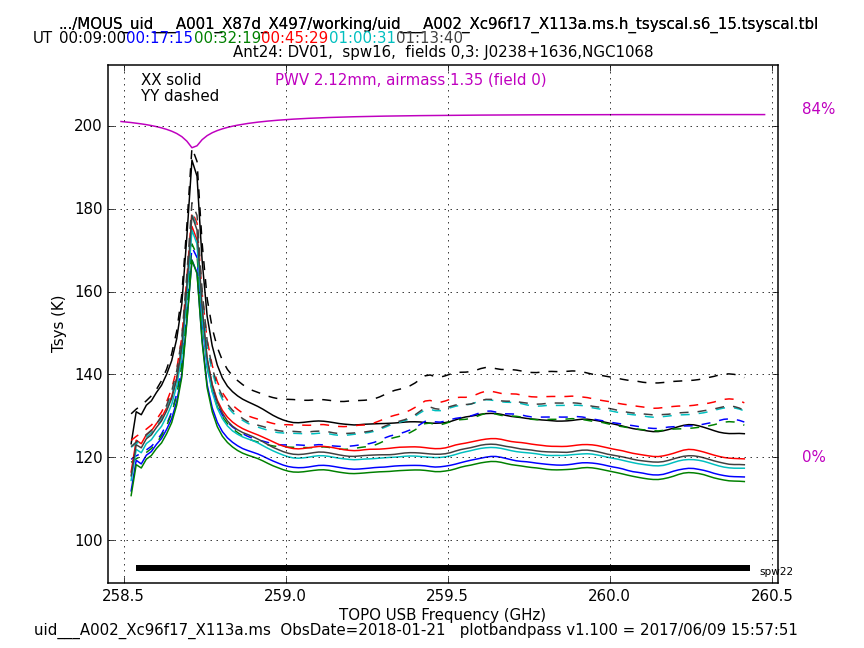 .../MOUS_uid___A001_X87d_X497/working/uid___A002_Xc96f17_X113a.ms.h_tsyscal.s6_15.tsyscal.tbl
UT 00:09:00 00:17:15 00:32:19 00:45:29 01:00:31 01:13:40
Ant24: DV01, spw16, fields 0,3: J0238+1636,NGC1068
XX solid PWV 2.12mm, airmass 1.35 (field 0)
YY dashed
84%
200
180
160
140
120
100
0%
Tsys (K)
spw22
258.5 259.0 259.5 260.0 260.5
TOPO USB Frequency (GHz)
uid___A002_Xc96f17_X113a.ms ObsDate=2018-01-21 plotbandpass v1.100 = 2017/06/09 15:57:51